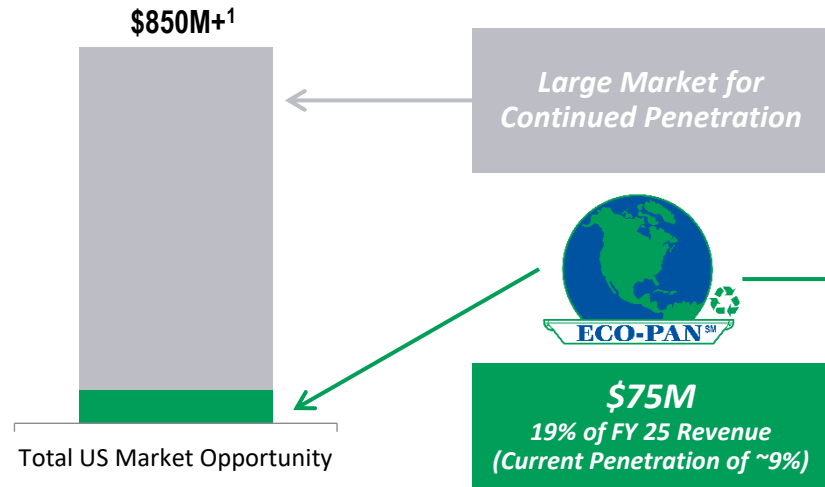 $850M+1
Large Market for
Continued Penetration
ECO-PAN SM
$75M
19% of FY 25 Revenue
(Current Penetration of ~9%)
Total US Market Opportunity